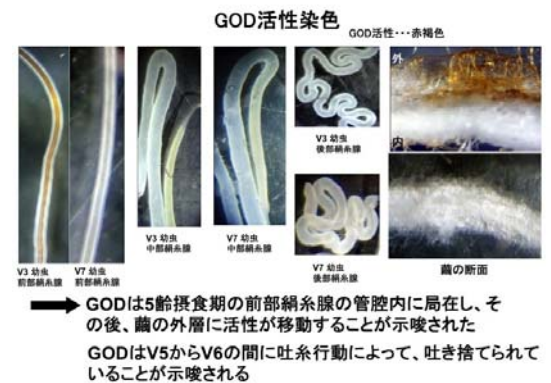 GOD活性染色
GOD活性・・・赤褐色
外
内
V3 幼虫
前部絹糸腺
V7 幼虫
前部絹糸腺
V3 幼虫
中部絹糸腺
V7 幼虫
中部絹糸腺
V3 幼虫
後部絹糸腺
V7 幼虫
後部絹糸腺
繭の断面
GODは5齢摂食期の前部絹糸腺の管腔内に局在し、そ
の後、繭の外層に活性が移動することが示唆された
GODはV5からV6の間に吐糸行動によって、吐き捨てられて
いることが示唆される